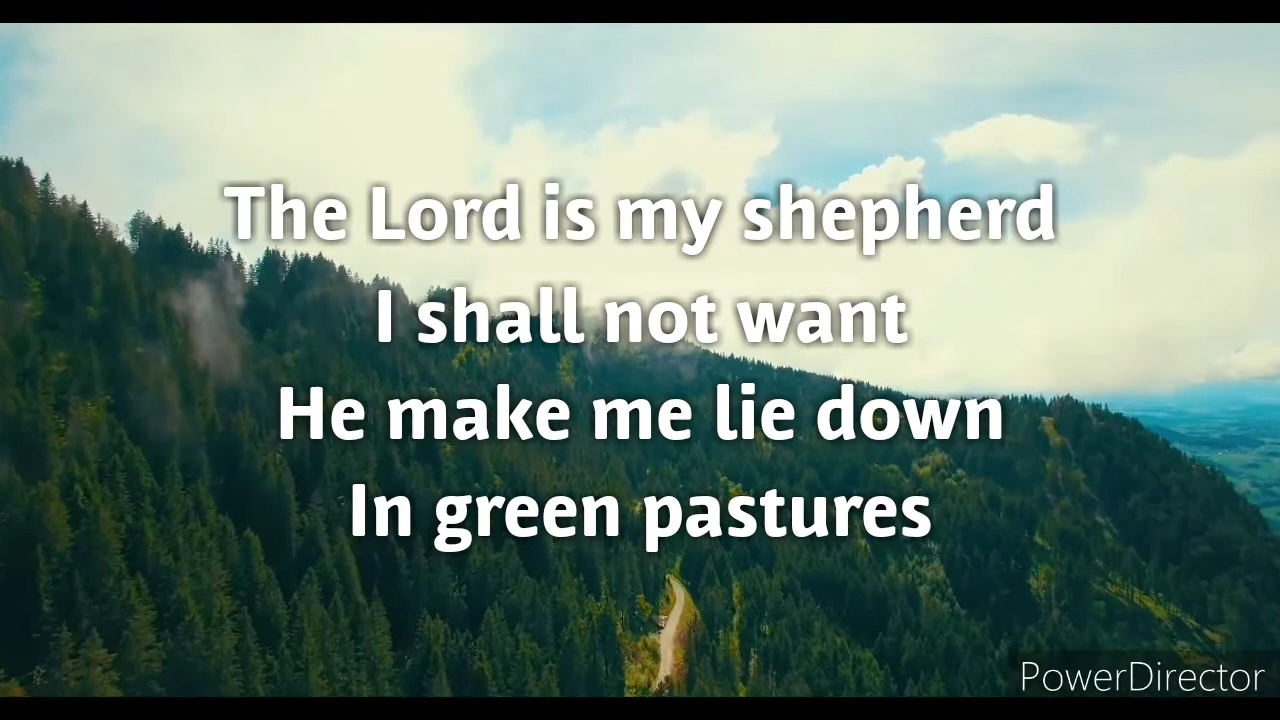 The Lord is my shepherd
I shall not want
He make me lie down
In green pastures
PowerDirector